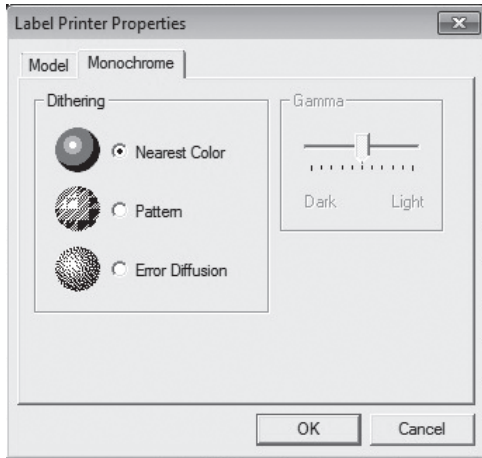 Label Printer Properties
Model Monochrome
Dithering
Nearest Color
Pattern
Error Diffusion
Gamma
Dark Light
OK Cancel